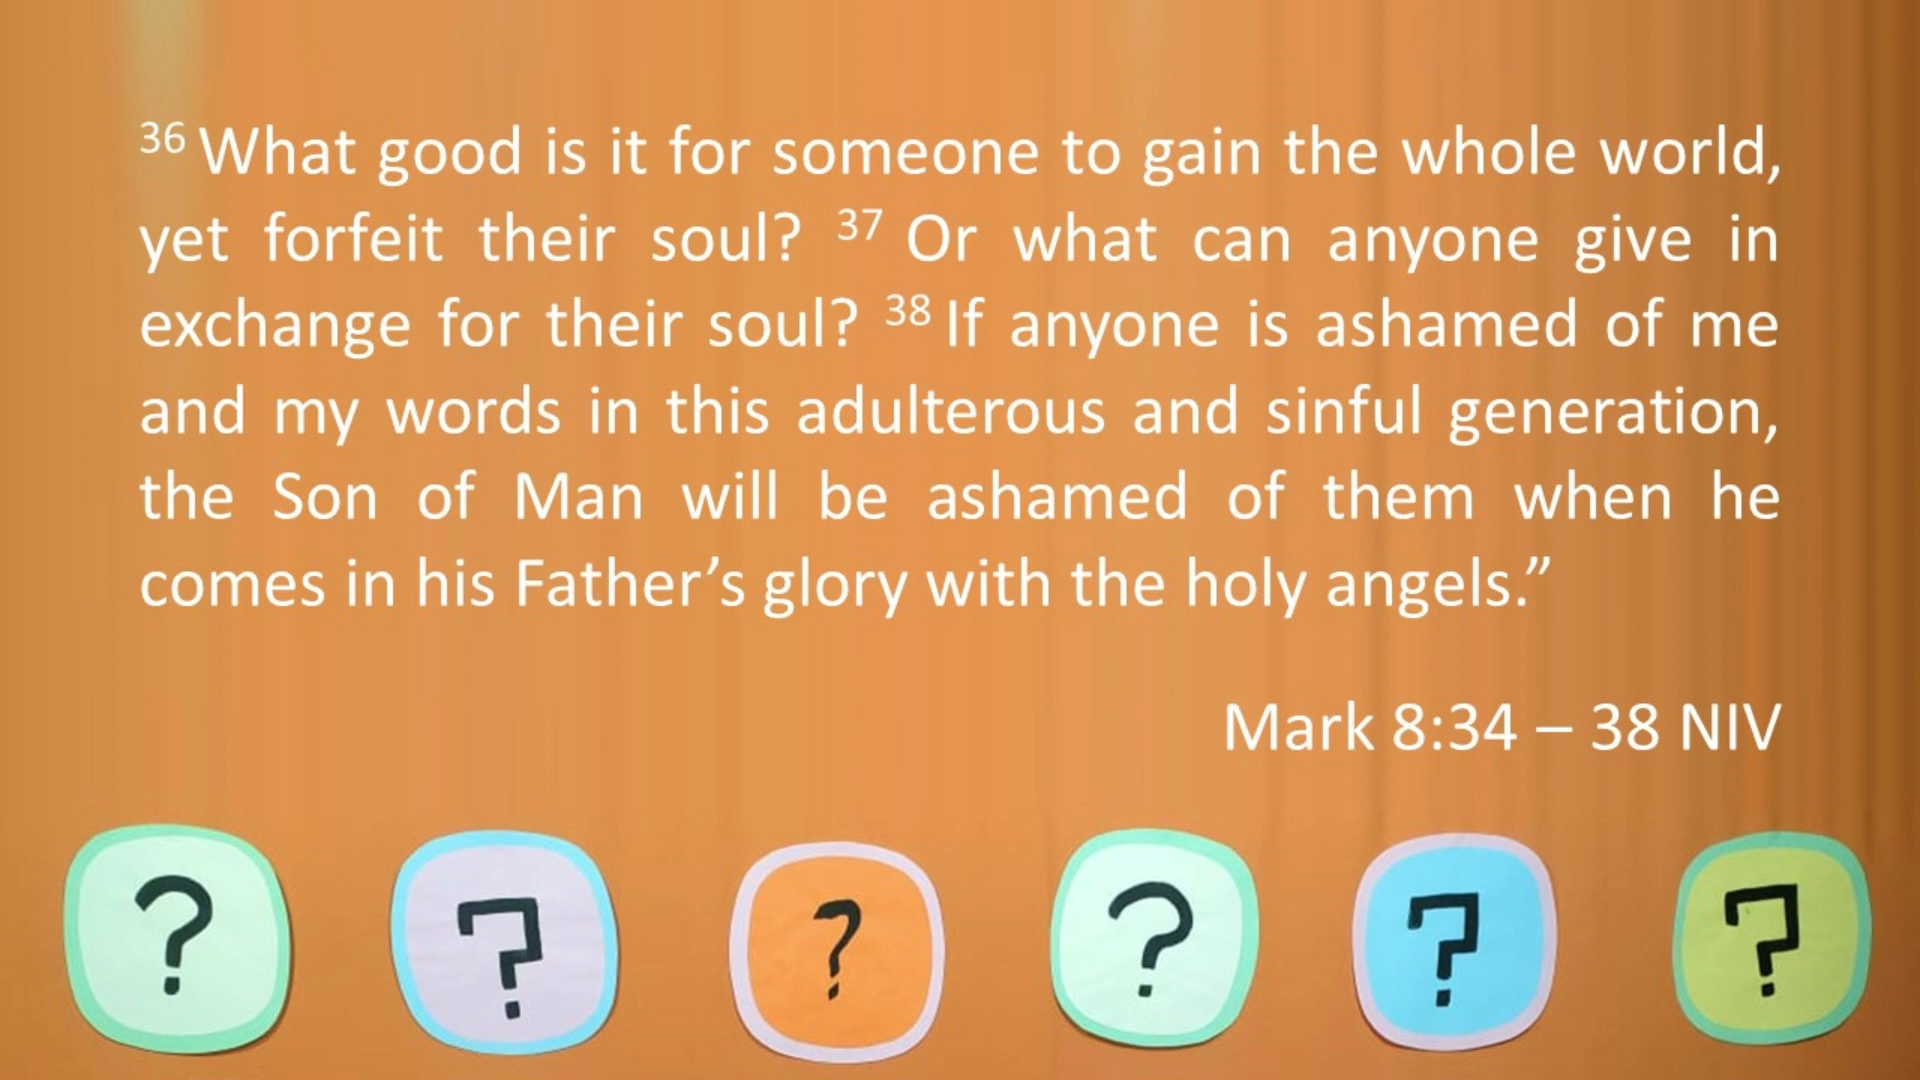 36 What good is it for someone to gain the whole world,
yet forfeit their soul? 37 Or what can anyone give in
exchange for their soul? 38 If anyone is ashamed of me
and my words in this adulterous and sinful generation,
the Son of Man will be ashamed of them when he
comes in his Father’s glory with the holy angels.”
Mark 8:34 – 38 NIV
? ? ? ? ? ?